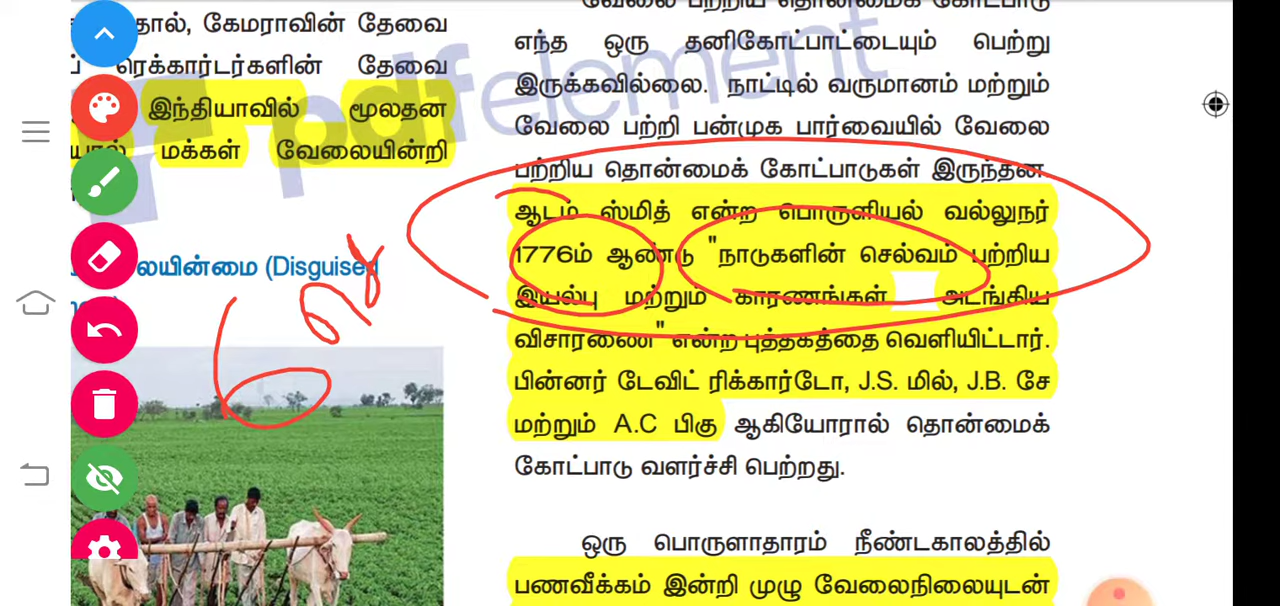 தால், கேமராவின் தேவை
ரெக்கார்டர்களின் தேவை
இந்தியாவில் மூலதன
மக்கள் வேலையின்றி
லையின்மை (Disguised
வேலை பற்றிய தொன்மைக் கோட்பாடு
எந்த ஒரு தனிகோட்பாட்டையும் பெற்று
இருக்கவில்லை. நாட்டில் வருமானம் மற்றும்
வேலை பற்றி பன்முக பார்வையில் வேலை
பற்றிய தொன்மைக் கோட்பாடுகள் இருந்தன.
ஆடம் ஸ்மித் என்ற பொருளியல் வல்லுநர்
1776ம் ஆண்டு "நாடுகளின் செல்வம் பற்றிய
இயல்பு மற்றும் காரணங்கள் அடங்கிய
விசாரணை" என்ற புத்தகத்தை வெளியிட்டார்.
பின்னர் டேவிட் ரிக்கார்டோ, J.S. மில், J.B. சே
மற்றும் A.C பிகு ஆகியோரால் தொன்மைக்
கோட்பாடு வளர்ச்சி பெற்றது.
ஒரு பொருளாதாரம் நீண்டகாலத்தில்
பணவீக்கம் இன்றி முழு வேலைநிலையுடன்
pdfelement